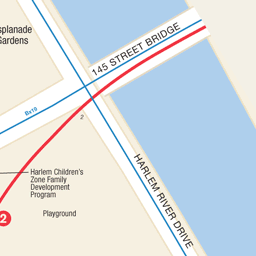 splanade
Gardens
145 STREET BRIDGE
Bx19
2
HARLEM RIVER DRIVE
Harlem Children's
Zone Family
Development
Program
Playground
2